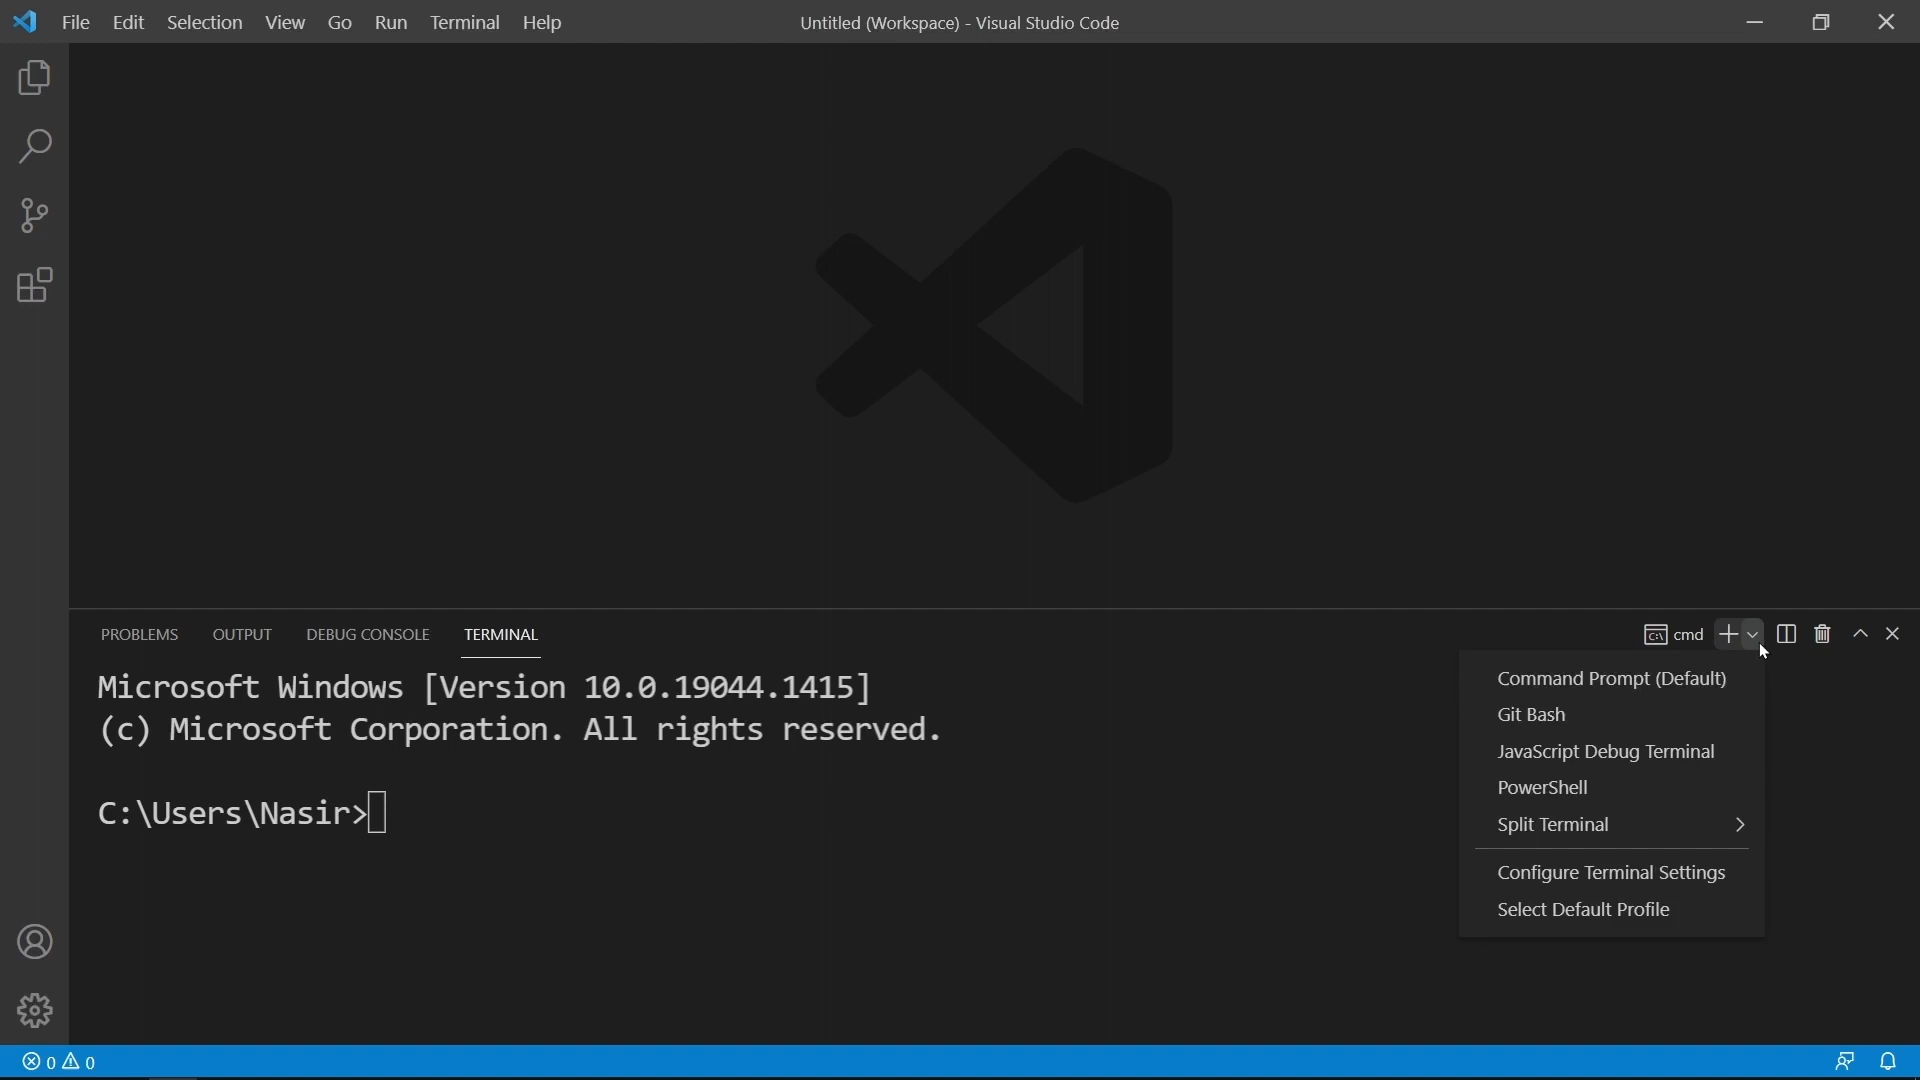 File Edit Selection View Go Run Terminal Help
Untitled (Workspace) - Visual Studio Code
PROBLEMS OUTPUT DEBUG CONSOLE TERMINAL
cmd
Microsoft Windows [Version 10.0.19044.1415]
(c) Microsoft Corporation. All rights reserved.
C:\Users\Nasir>
Command Prompt (Default)
Git Bash
JavaScript Debug Terminal
PowerShell
Split Terminal
Configure Terminal Settings
Select Default Profile
0 0